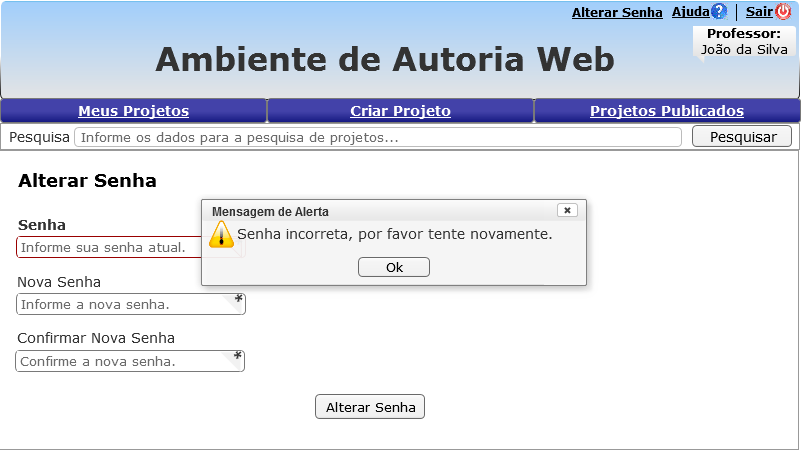 Alterar Senha Ajuda? Sair
Professor:
João da Silva
Ambiente de Autoria Web
Meus Projetos Criar Projeto Projetos Publicados
Pesquisa Informe os dados para a pesquisa de projetos... Pesquisar
Alterar Senha
Mensagem de Alerta
Senha incorreta, por favor tente novamente.
Ok
Senha
Informe sua senha atual.
Nova Senha
Informe a nova senha. *
Confirmar Nova Senha
Confirme a nova senha. *
Alterar Senha